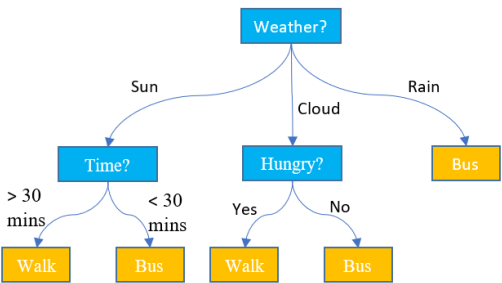 Weather?
Sun
Cloud
Rain
Time?
Hungry?
Bus
> 30
mins
< 30
mins
Yes
No
Walk
Bus
Walk
Bus